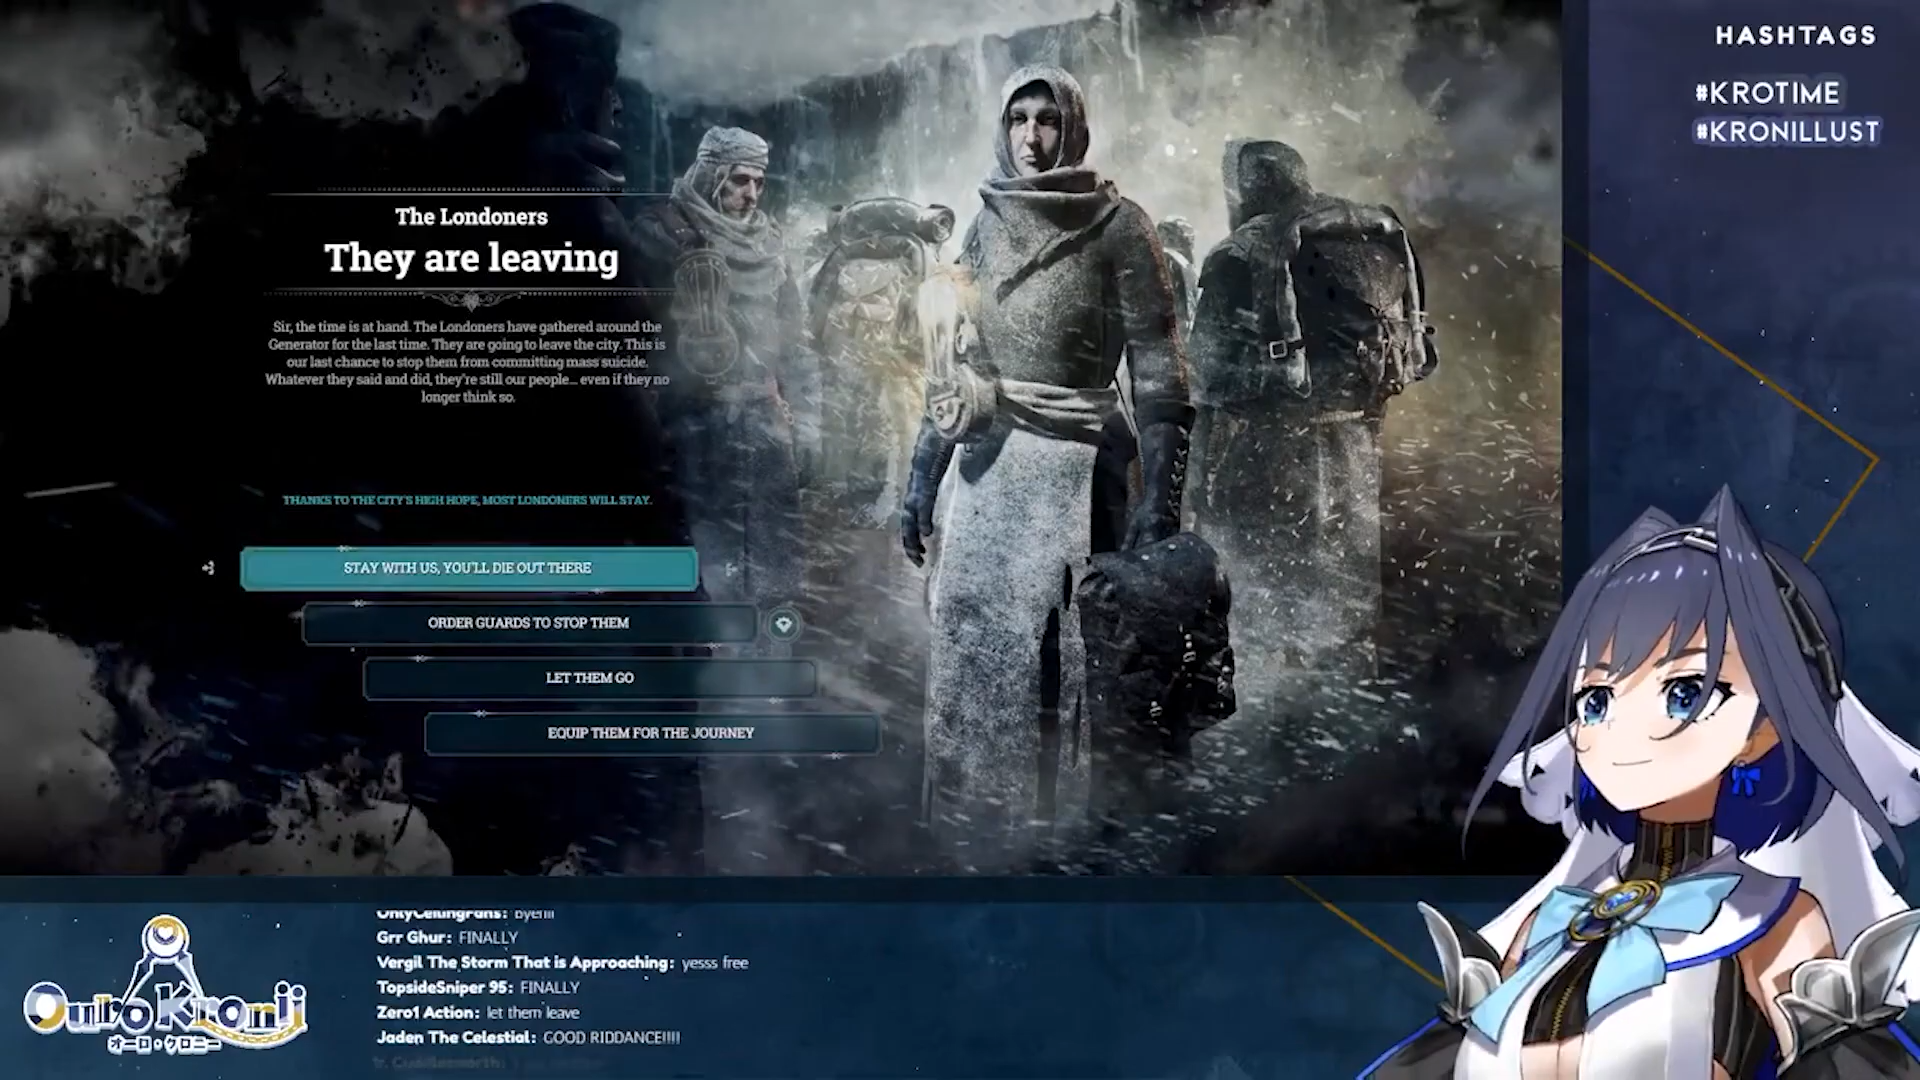 HASHTAGS
#KROTIME
#KRONILLUST
The Londoners
They are leaving
Sir, the time is at hand. The Londoners have gathered around the
Generator for the last time. They are going to leave the city. This is
our last chance to stop them from committing mass suicide.
Whatever they said and did, they're still our people... even if they no
longer think so.
THANKS TO THE CITY'S HIGH HOPE, MOST LONDONERS WILL STAY.
STAY WITH US, YOU'LL DIE OUT THERE
ORDER GUARDS TO STOP THEM
LET THEM GO
EQUIP THEM FOR THE JOURNEY
OnlyCeilingFans:
Grr Ghur: FINALLY
Vergil The Storm That is Approaching: yesss free
TopsideSniper 95: FINALLY
Zero1 Action: let them leave
Jaden The Celestial: GOOD RIDDANCE!!!!
Ouro Kronii
オーロ・クロニー